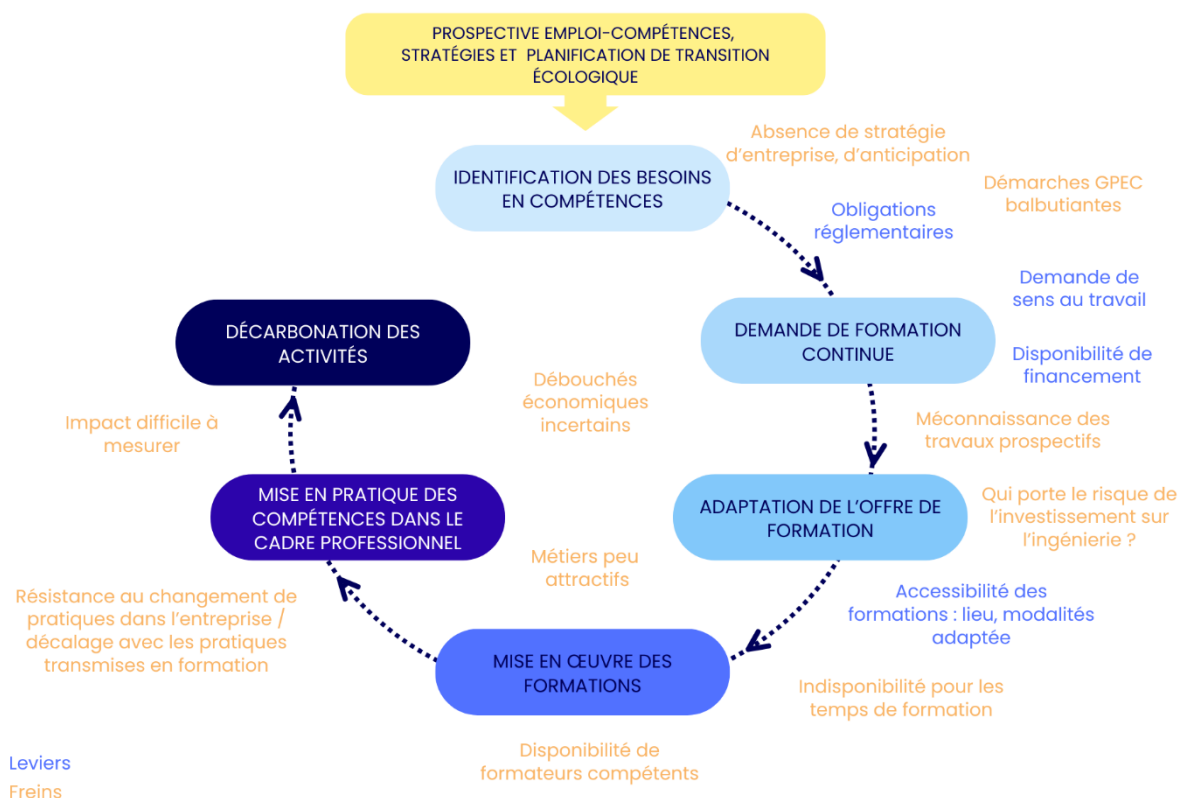 PROSPECTIVE EMPLOI-COMPÉTENCES,
STRATÉGIES ET PLANIFICATION DE TRANSITION
ÉCOLOGIQUE
IDENTIFICATION DES BESOINS
EN COMPÉTENCES
Absence de stratégie
d'entreprise, d'anticipation
Démarches GPEC
balbutiantes
Obligations
réglementaires
Demande de
sens au travail
DEMANDE DE FORMATION
CONTINUE
Disponibilité de
financement
Méconnaissance des
travaux prospectifs
ADAPTATION DE L'OFFRE DE
FORMATION
Qui porte le risque de
l'investissement sur
l'ingénierie ?
Accessibilité des
formations : lieu, modalités
adaptée
Indisponibilité pour les
temps de formation
MISE EN ŒUVRE DES
FORMATIONS
Disponibilité de
formateurs compétents
Débouchés
économiques
incertains
Métiers peu
attractifs
Résistance au changement de
pratiques dans l'entreprise /
décalage avec les pratiques
transmises en formation
MISE EN PRATIQUE DES
COMPÉTENCES DANS LE
CADRE PROFESSIONNEL
Impact difficile à
mesurer
DÉCARBONATION DES
ACTIVITÉS
Leviers
Freins